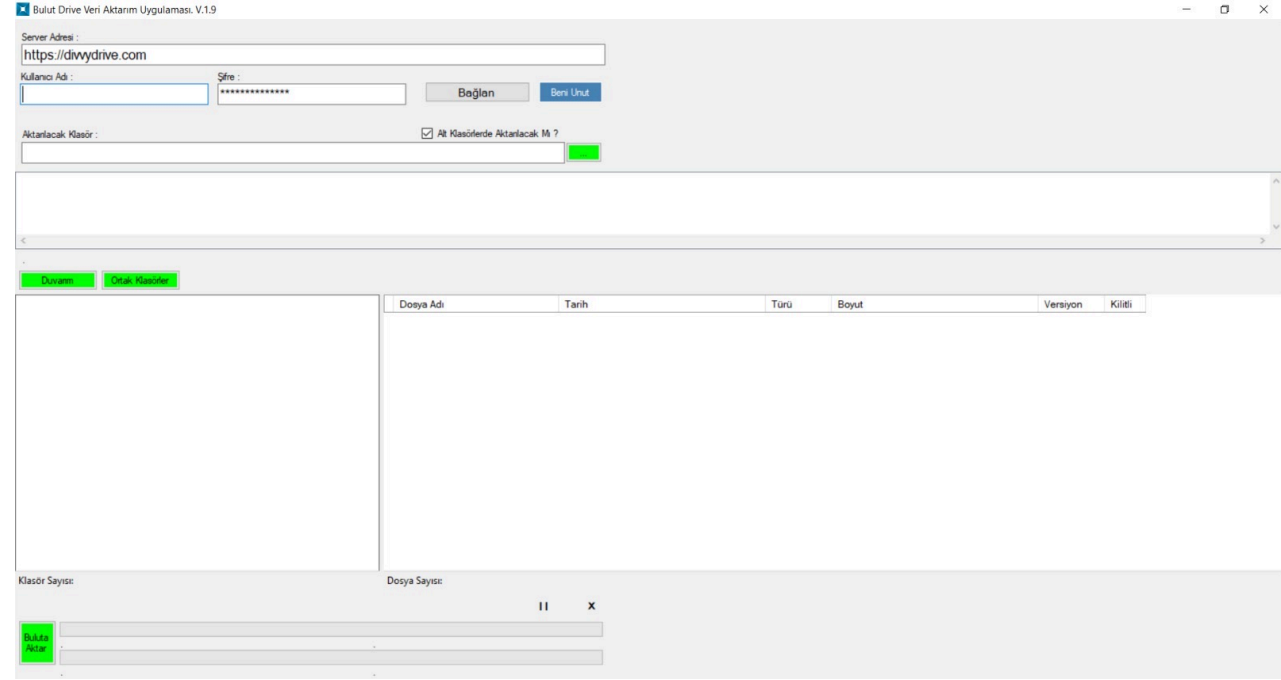 Bulut Drive Veri Aktarım Uygulaması. V.1.9
Server Adresi :
https://divvydrive.com
Kullanıcı Adı : Şifre :
************** Bağlan Beni Unut
Aktarılacak Klasör : Alt Klasörlerde Aktarılacak Mı ?
...
Duvarım Ortak Klasörler
Dosya Adı Tarih Türü Boyut Versiyon Kilitli
Klasör Sayısı: Dosya Sayısı:
II X
Buluta
Aktar